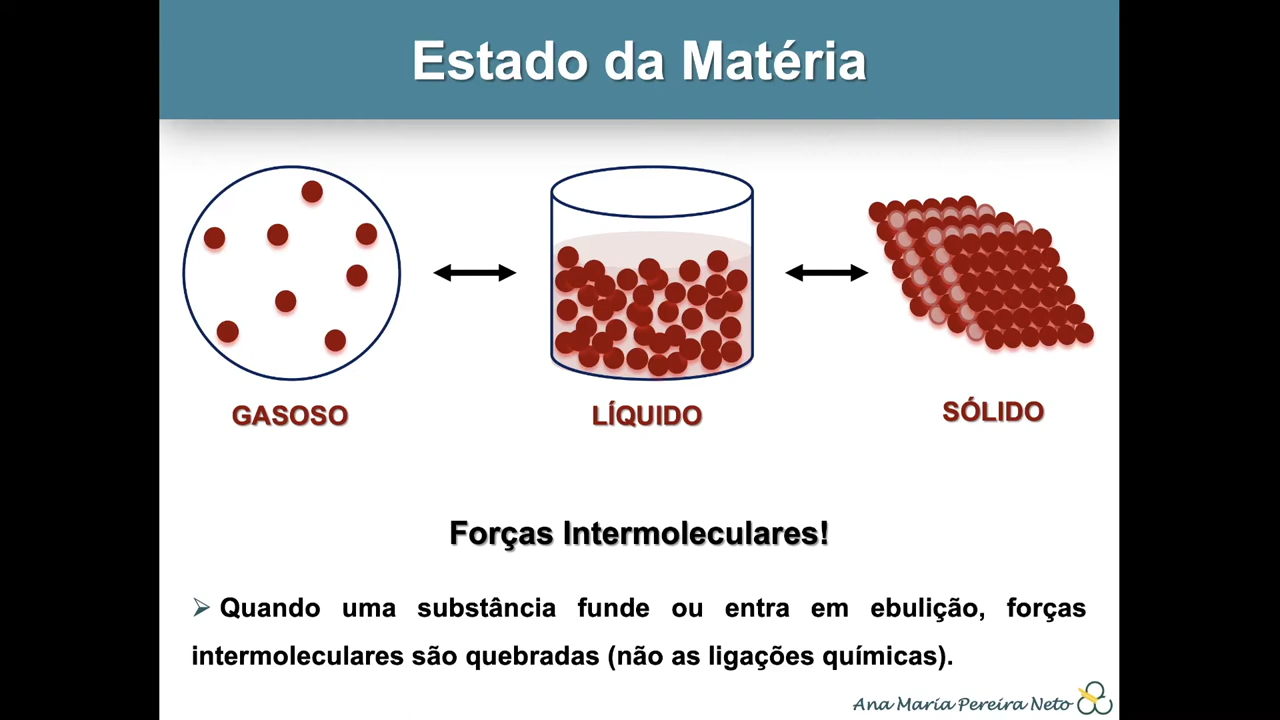 Estado da Matéria
GASOSO
LÍQUIDO
SÓLIDO
Forças Intermoleculares!
Quando uma substância funde ou entra em ebulição, forças
intermoleculares são quebradas (não as ligações químicas).
Ana Maria Pereira Neto